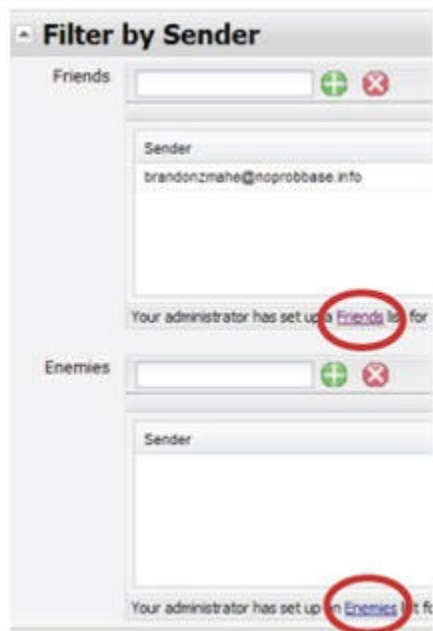 Filter by Sender
Friends
Sender
brandonzmahe@noprobbase.info
Your administrator has set up a Friends list for
Enemies
Sender
Your administrator has set up an Enemies list fo